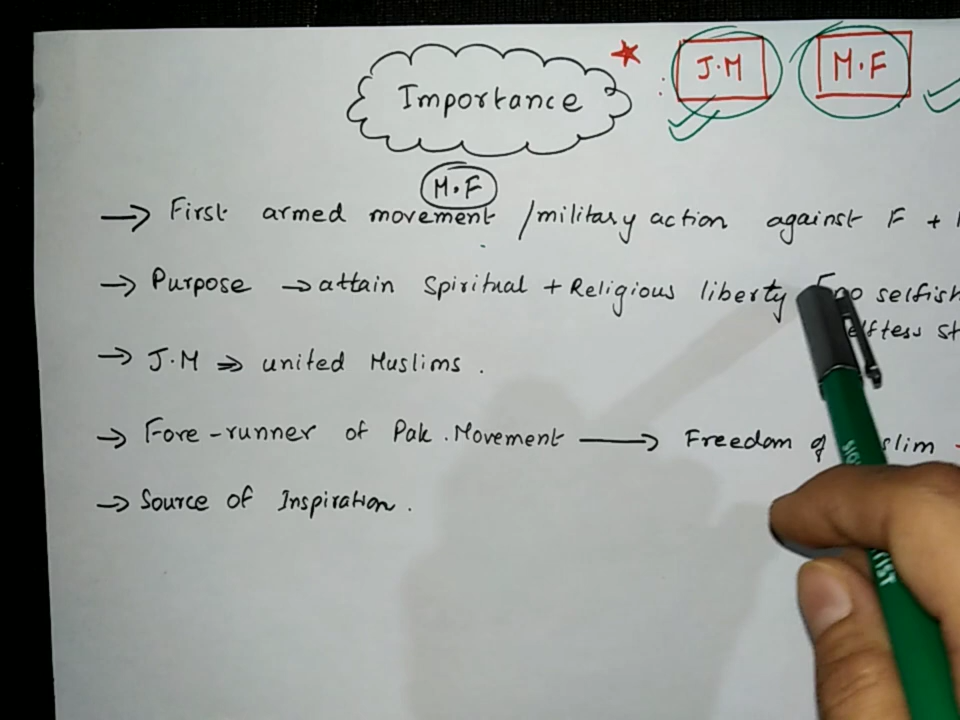 Importance
J.M
M.F
M.F
→ First armed movement / military action against F +
→ Purpose → attain Spiritual + Religious liberty no
→ J.M ⇒ united Muslims.
→ Fore-runner of Pak. Movement → Freedom
→ Source of Inspiration.